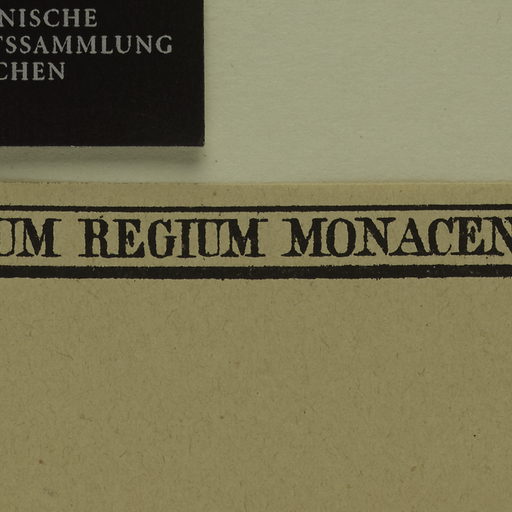 NISCHE
TSSAMMLUNG
CHEN
UM REGIUM MONACEN